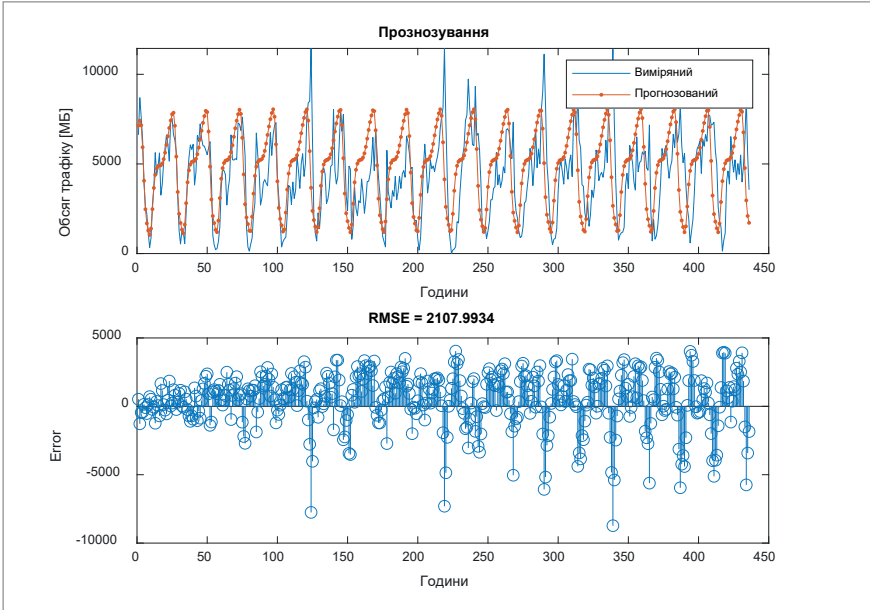 Прогнозування
Обсяг трафіку [МБ]
10000
5000
0
Виміряний
Прогнозований
0 50 100 150 200 250 300 350 400 450
Години
RMSE = 2107.9934
Error
5000
0
-5000
-10000
0 50 100 150 200 250 300 350 400 450
Години